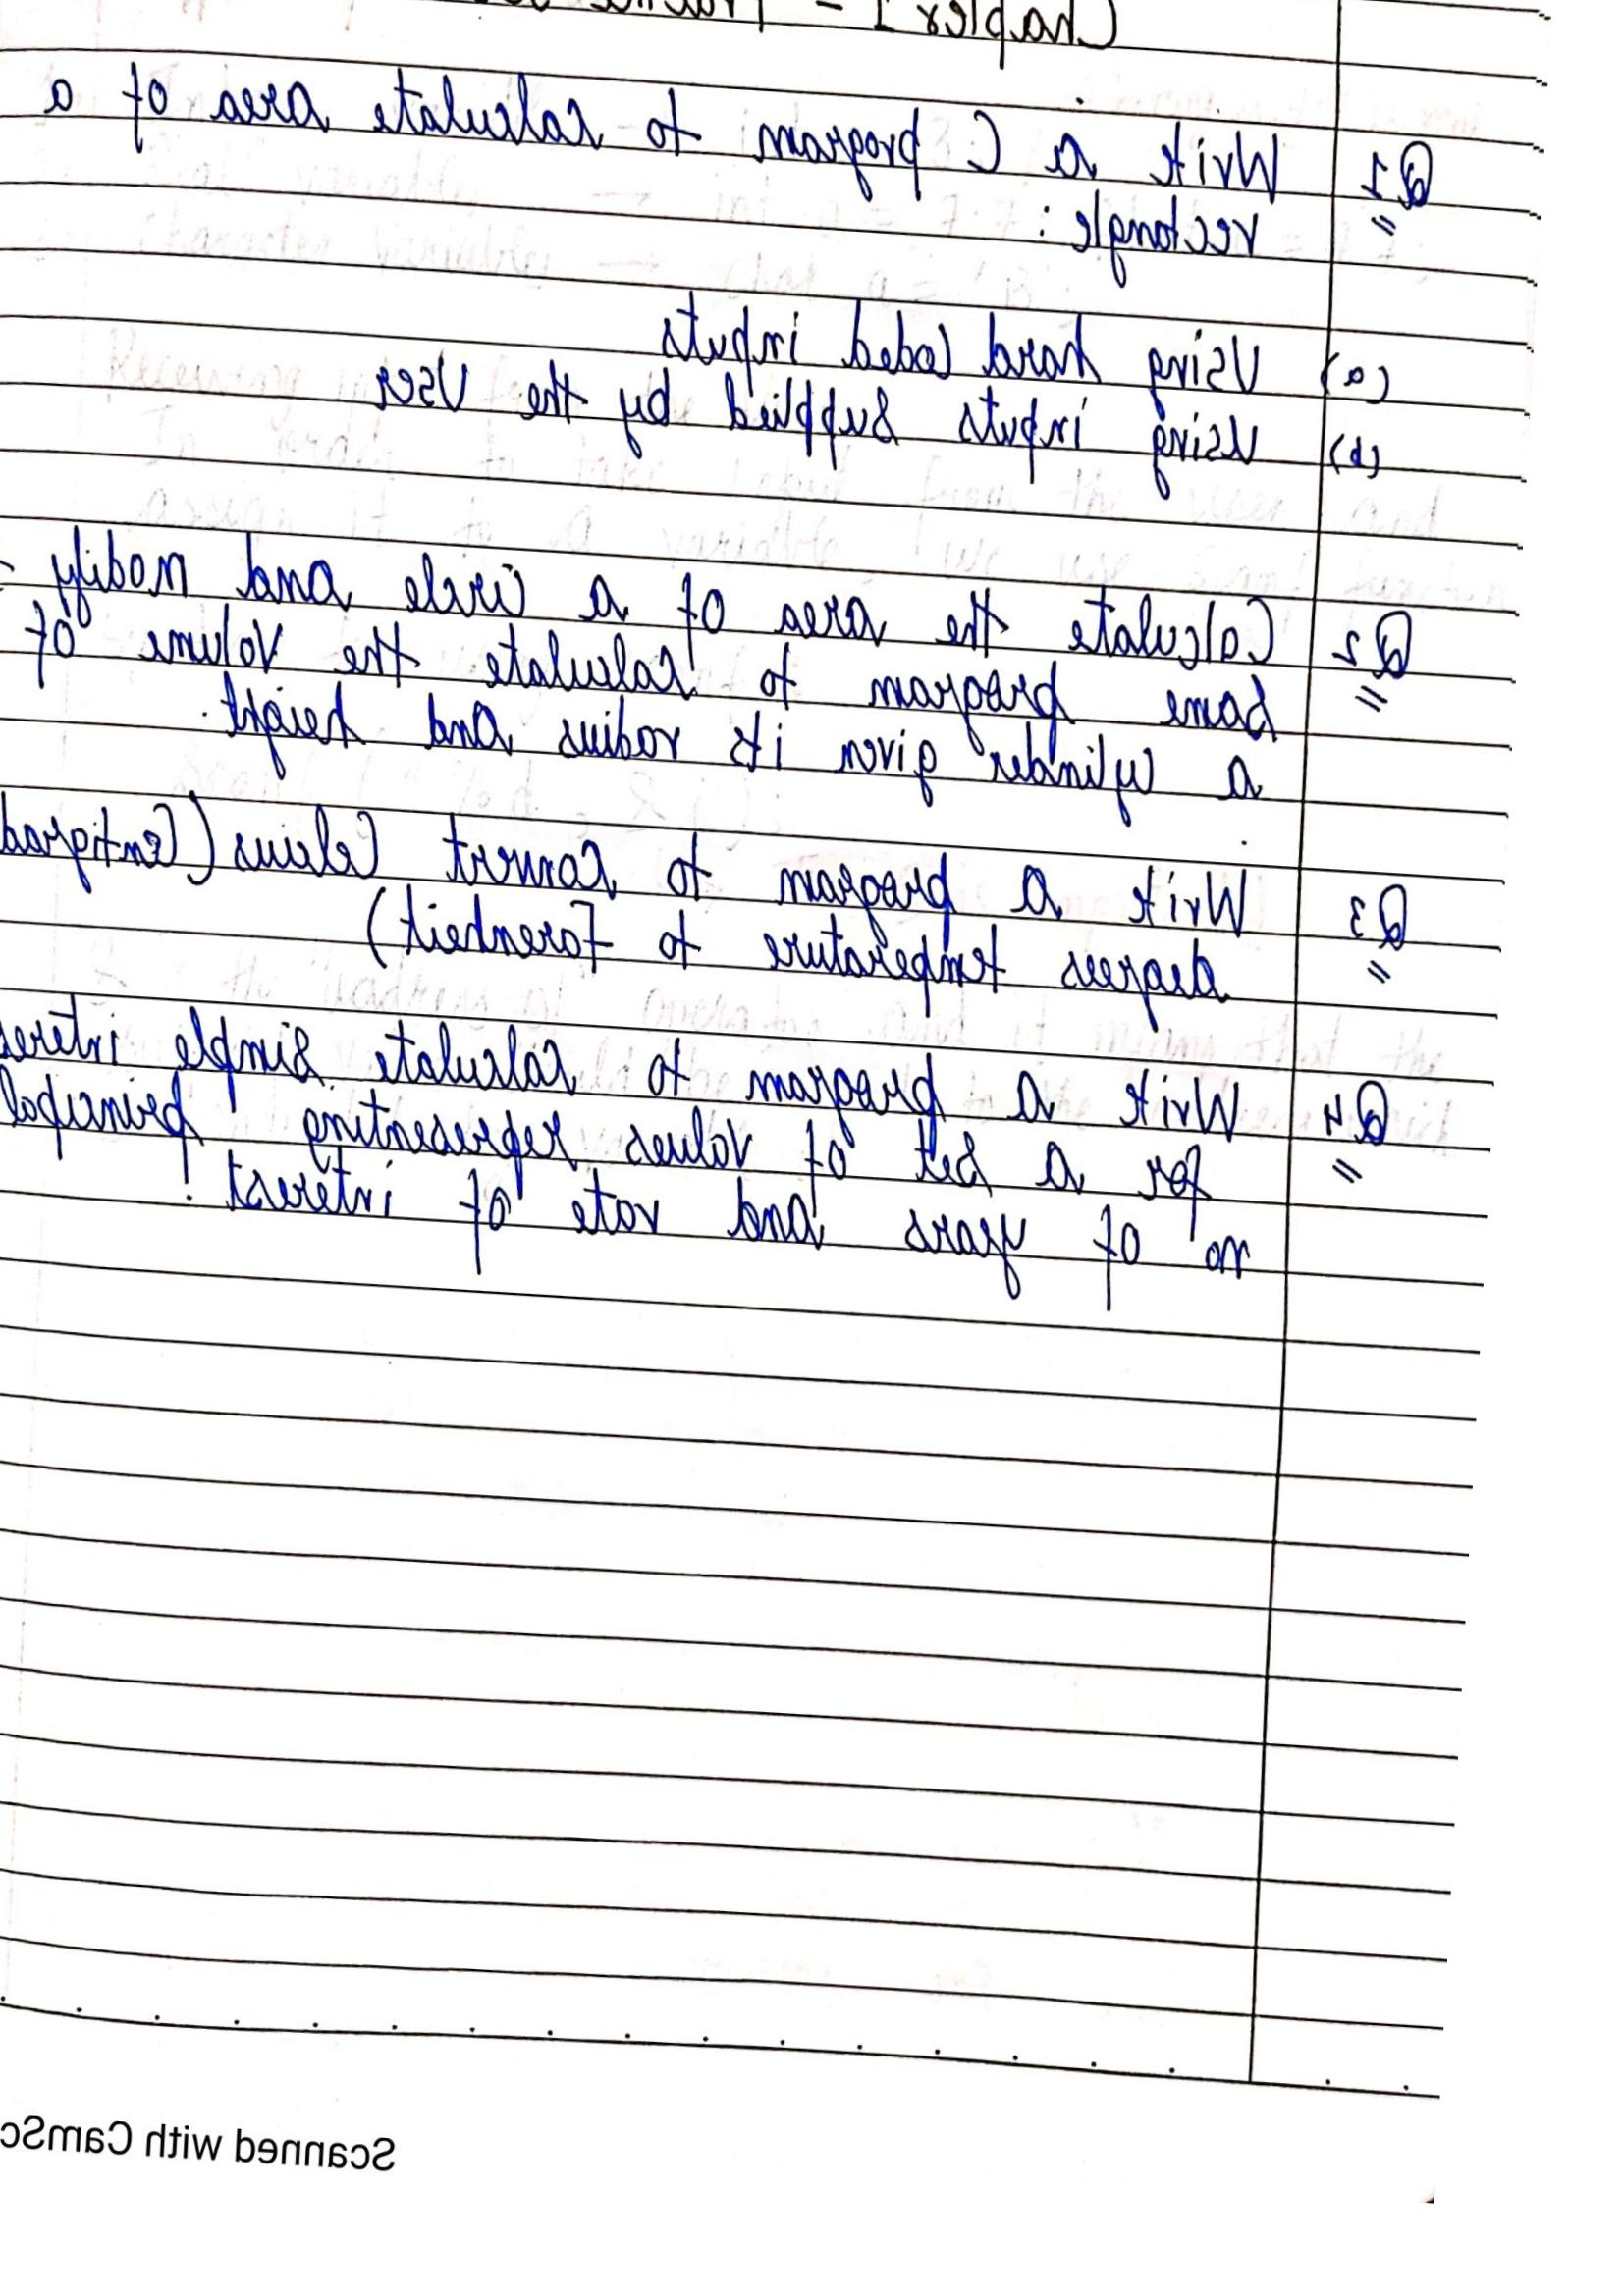 Chapter 1 - Practice
Q1 Write a C program to calculate area of a
rectangle :
(a) Using hard coded inputs
(b) Using inputs supplied by the user
Q2 Calculate the area of a circle and modify
same program to calculate the volume of
a cylinder given its radius and height.
Q3 Write a program to convert Celcius (Centigrad
degrees temperature to Farenheit)
Q4 Write a program to calculate simple interes
for a set of values representing principal
no of years and rate of interest.
Scanned with CamSc